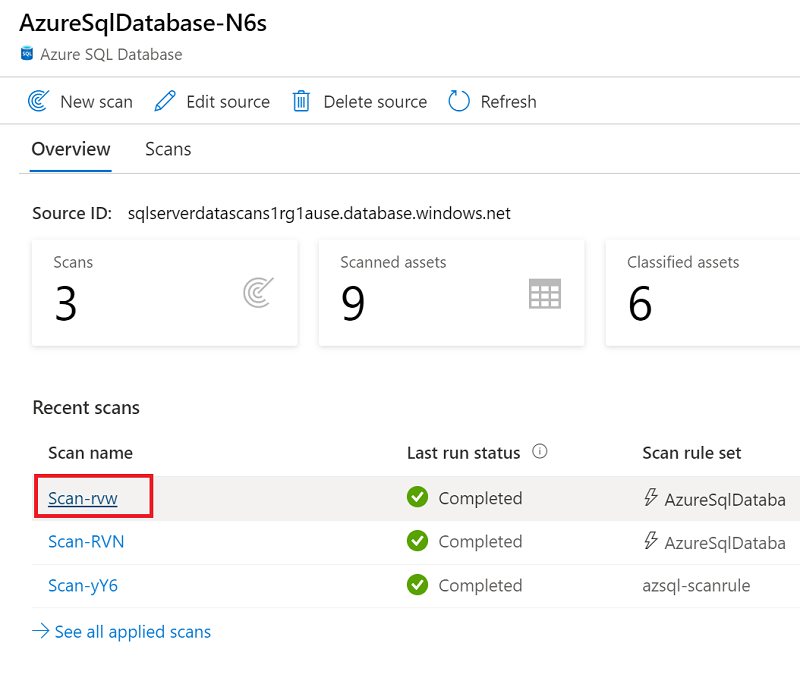 AzureSqlDatabase-N6s
SQL Azure SQL Database
New scan Edit source Delete source Refresh
Overview Scans
Source ID: sqlserverdatascans1rg1ause.database.windows.net
Scans Scanned assets Classified assets
3 9 6
Recent scans
Scan name Last run status Scan rule set
Scan-rvw Completed AzureSqlDataba
Scan-RVN Completed AzureSqlDataba
Scan-yY6 Completed azsql-scanrule
See all applied scans